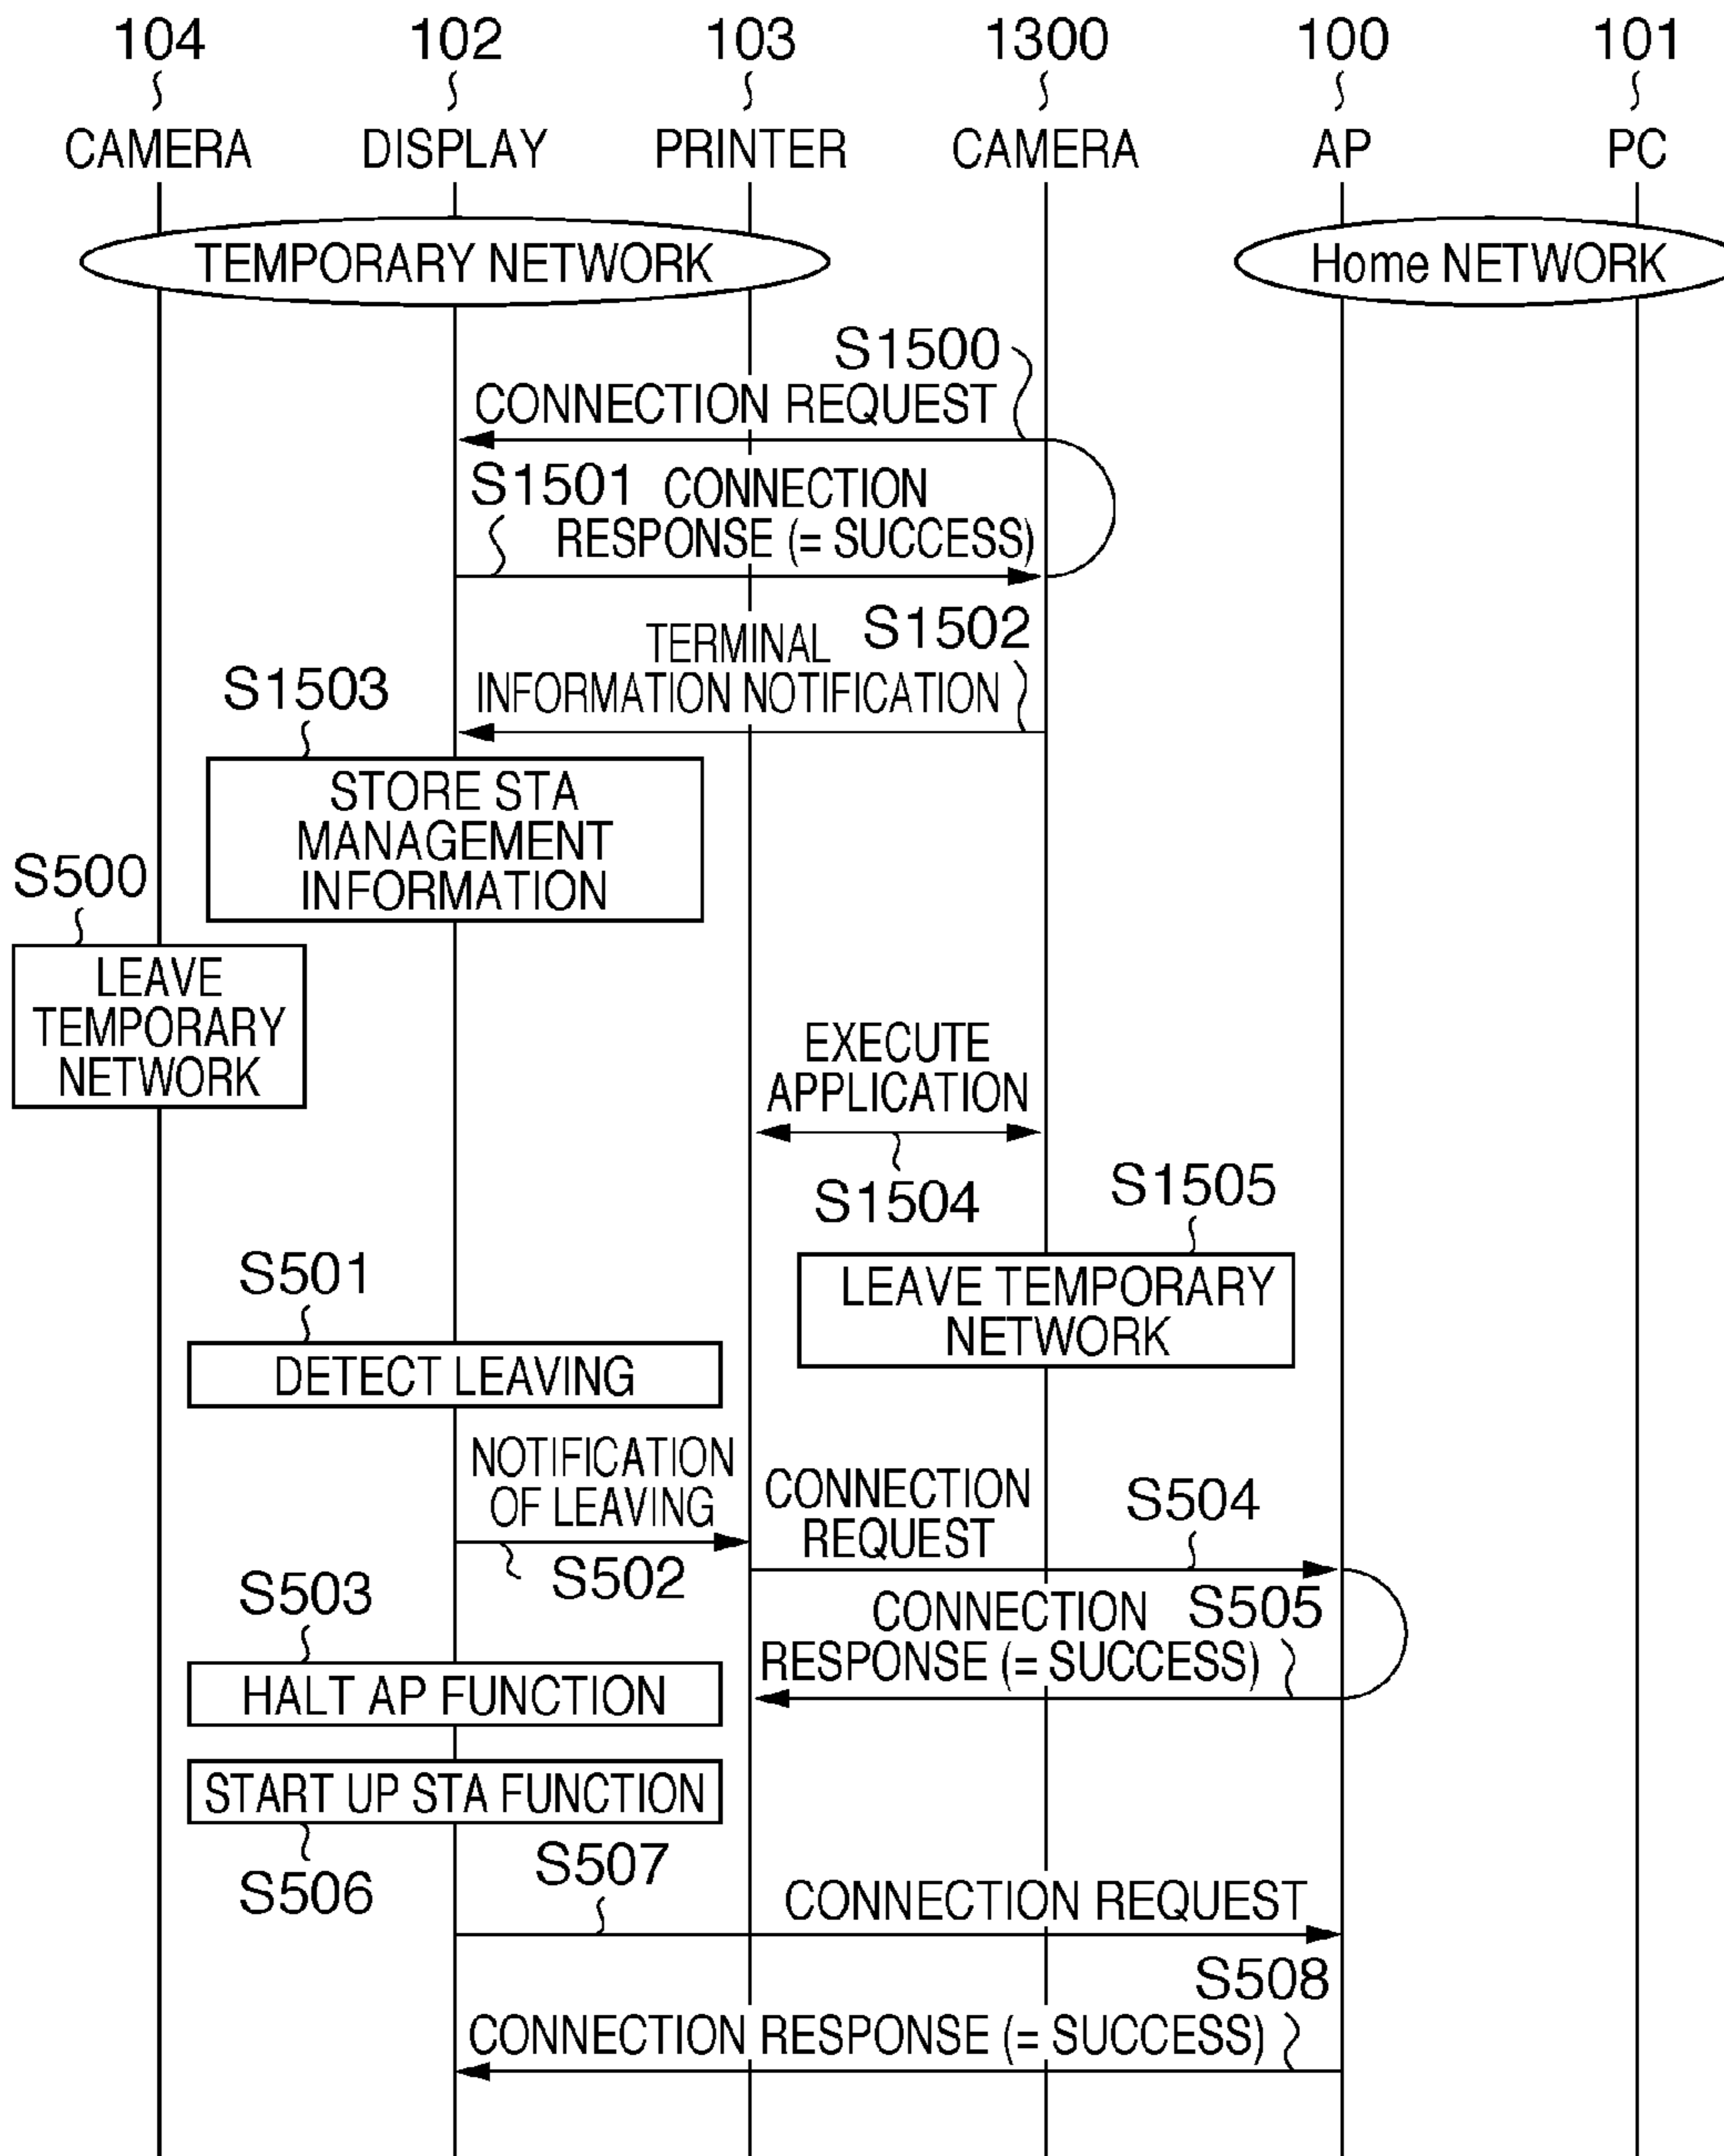 104
102
103
1300
100
101
CAMERA
DISPLAY
PRINTER
CAMERA
AP
PC
TEMPORARY NETWORK
Home NETWORK
S1500
CONNECTION REQUEST
S1501
CONNECTION
RESPONSE (= SUCCESS)
S1502
TERMINAL
INFORMATION NOTIFICATION
S1503
STORE STA
MANAGEMENT
INFORMATION
S500
LEAVE
TEMPORARY
NETWORK
EXECUTE
APPLICATION
S1504
S1505
LEAVE TEMPORARY
NETWORK
S501
DETECT LEAVING
NOTIFICATION
OF LEAVING
S502
CONNECTION
REQUEST
S504
S503
HALT AP FUNCTION
CONNECTION
RESPONSE (= SUCCESS)
S505
START UP STA FUNCTION
S506
S507
CONNECTION REQUEST
S508
CONNECTION RESPONSE (= SUCCESS)